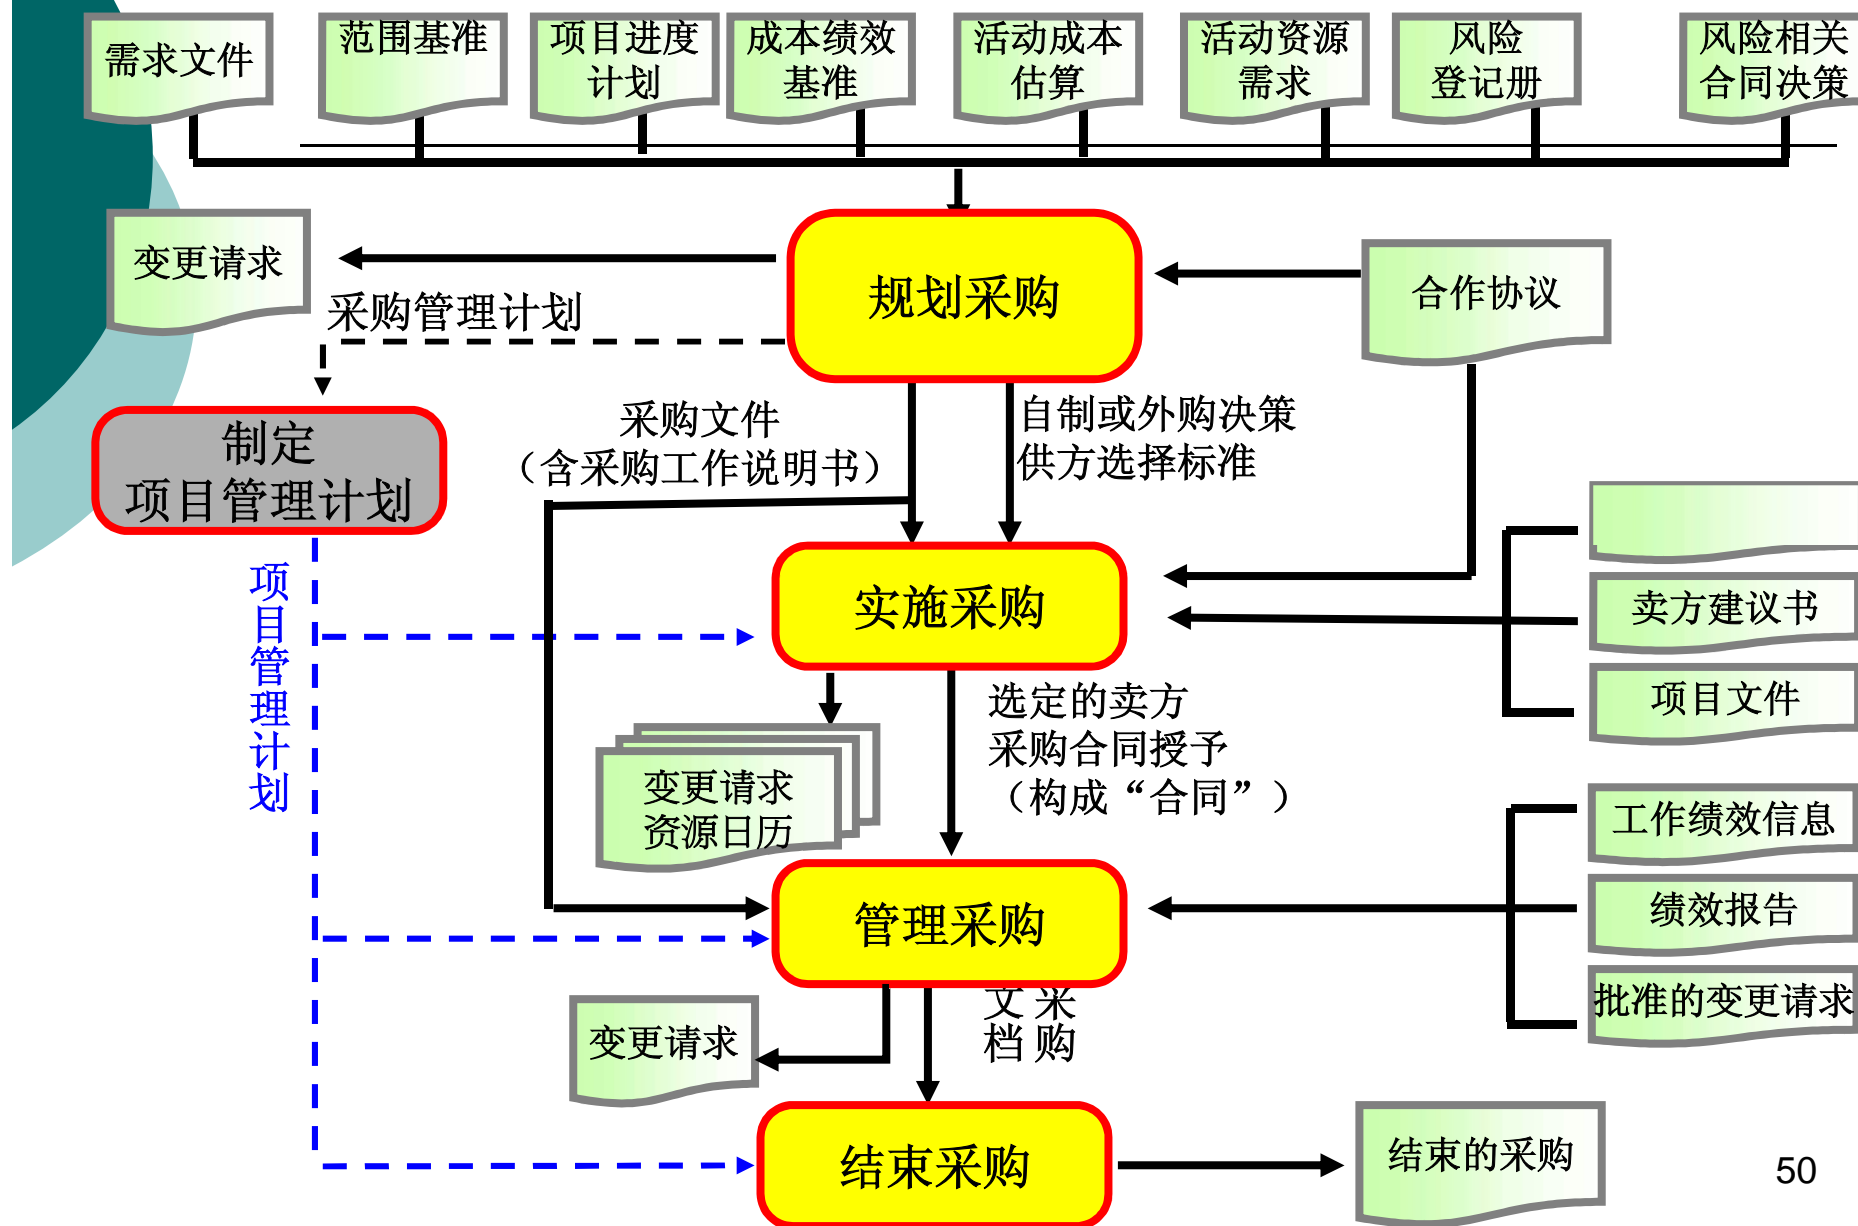 需求文件
范围基准
项目进度
计划
成本绩效
基准
活动成本
估算
活动资源
需求
风险
登记册
风险相关
合同决策
变更请求
规划采购
合作协议
采购管理计划
制定
项目管理计划
采购文件
（含采购工作说明书）
自制或外购决策
供方选择标准
项目管理计划
实施采购
卖方建议书
项目文件
选定的卖方
采购合同授予
（构成“合同”）
变更请求
资源日历
工作绩效信息
绩效报告
批准的变更请求
管理采购
采购
文档
变更请求
结束采购
结束的采购
50